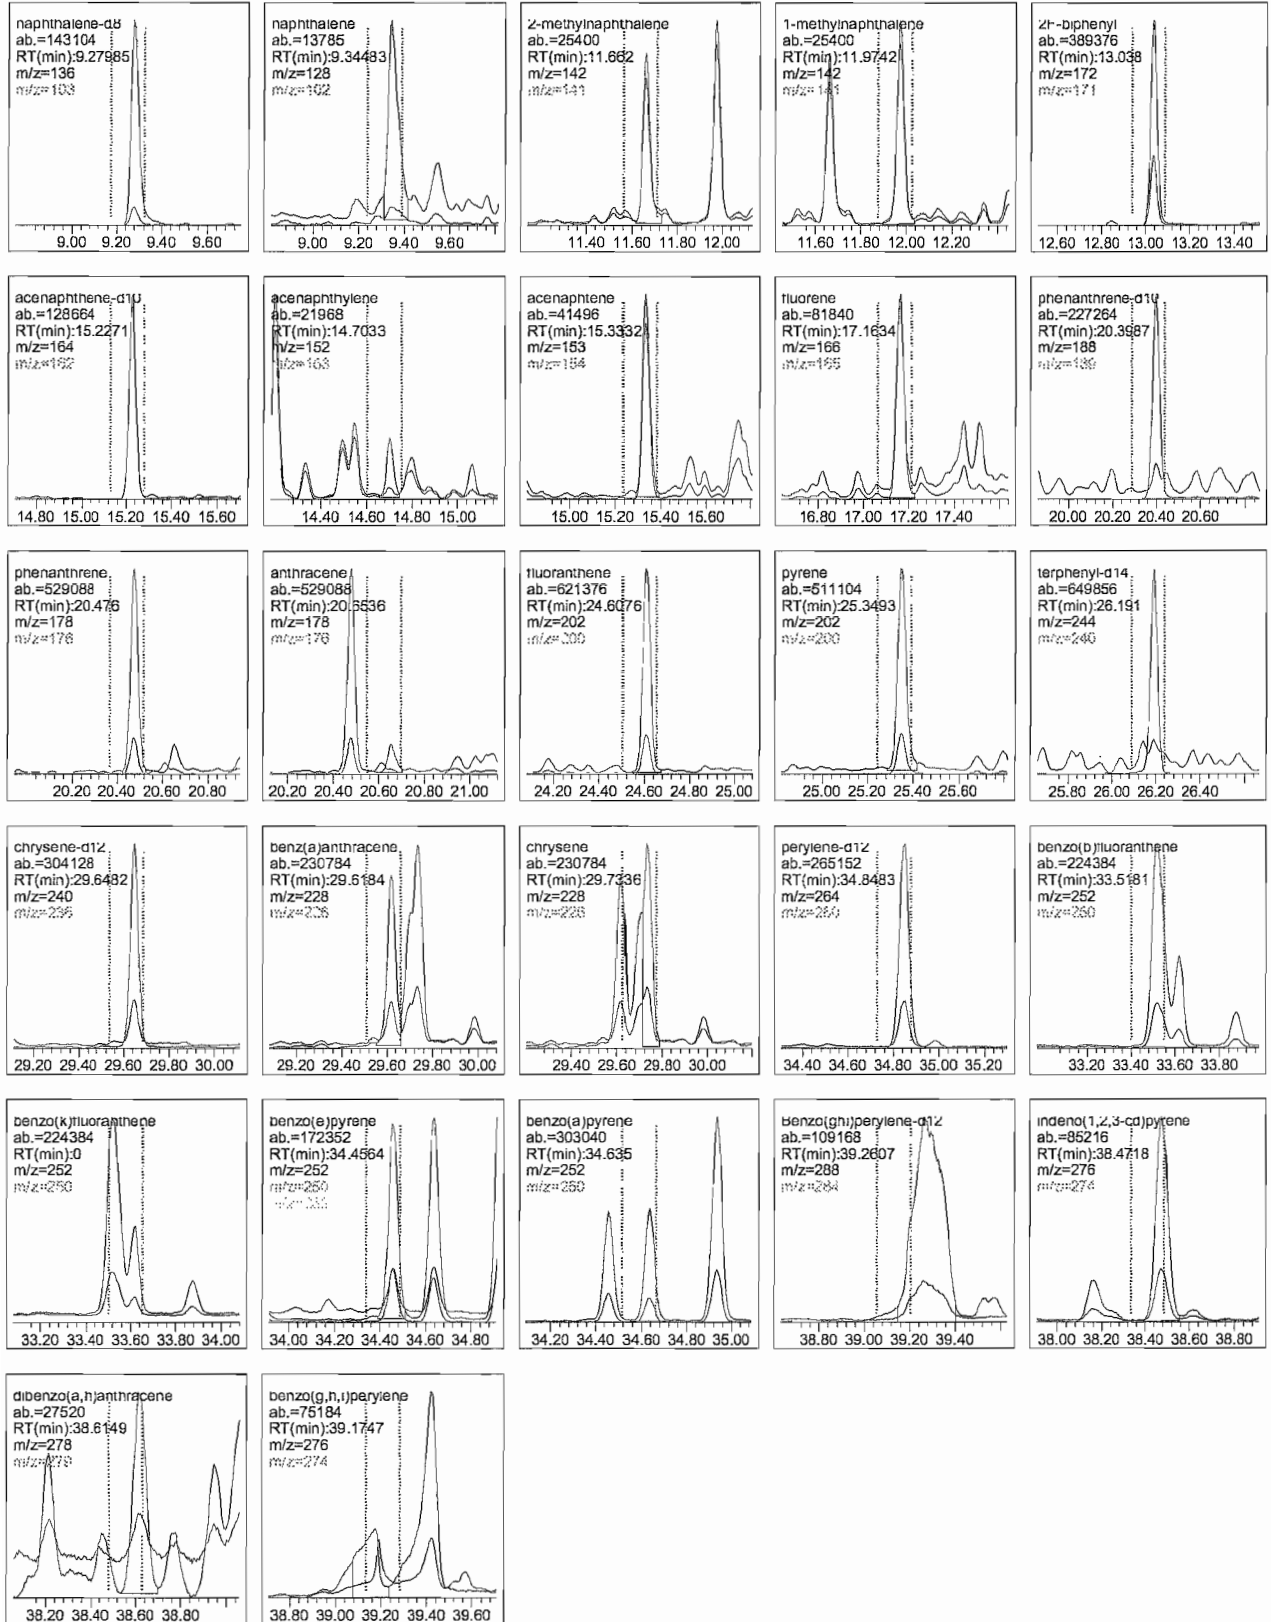 naphthalene-d8
ab.=143104
RT(min):9.27985
m/z=136
m/z=103
9.00 9.20 9.40 9.60
naphthalene
ab.=13785
RT(min):9.34483
m/z=128
m/z=102
9.00 9.20 9.40 9.60
2-methylnaphthalene
ab.=25400
RT(min):11.662
m/z=142
m/z=141
11.40 11.60 11.80 12.00
1-methylnaphthalene
ab.=25400
RT(min):11.9742
m/z=142
m/z=141
11.60 11.80 12.00 12.20
2F-biphenyl
ab.=389376
RT(min):13.038
m/z=172
m/z=171
12.60 12.80 13.00 13.20 13.40
acenaphthene-d10
ab.=128664
RT(min):15.2271
m/z=164
m/z=162
14.80 15.00 15.20 15.40 15.60
acenaphthylene
ab.=21968
RT(min):14.7033
m/z=152
m/z=153
14.40 14.60 14.80 15.00
acenaphtene
ab.=41496
RT(min):15.3332
m/z=153
m/z=154
15.00 15.20 15.40 15.60
fluorene
ab.=81840
RT(min):17.1634
m/z=166
m/z=165
16.80 17.00 17.20 17.40
phenanthrene-d10
ab.=227264
RT(min):20.3987
m/z=188
20.00 20.20 20.40 20.60
phenanthrene
ab.=529088
RT(min):20.476
m/z=178
m/z=176
20.20 20.40 20.60 20.80
anthracene
ab.=529088
RT(min):20.6536
m/z=178
m/z=176
20.20 20.40 20.60 20.80 21.00
fluoranthene
ab.=621376
RT(min):24.6076
m/z=202
m/z=200
24.20 24.40 24.60 24.80 25.00
pyrene
ab.=511104
RT(min):25.3493
m/z=202
m/z=200
25.00 25.20 25.40 25.60
terphenyl-d14
ab.=649856
RT(min):26.191
m/z=244
m/z=240
25.80 26.00 26.20 26.40
chrysene-d12
ab.=304128
RT(min):29.6482
m/z=240
m/z=236
29.20 29.40 29.60 29.80 30.00
benz(a)anthracene
ab.=230784
RT(min):29.6184
m/z=228
m/z=226
29.20 29.40 29.60 29.80 30.00
chrysene
ab.=230784
RT(min):29.7336
m/z=228
m/z=226
29.40 29.60 29.80 30.00
perylene-d12
ab.=265152
RT(min):34.8483
m/z=264
m/z=260
34.40 34.60 34.80 35.00 35.20
benzo(b)fluoranthene
ab.=224384
RT(min):33.5181
m/z=252
m/z=250
33.20 33.40 33.60 33.80
benzo(k)fluoranthene
ab.=224384
RT(min):0
m/z=252
m/z=250
33.20 33.40 33.60 33.80 34.00
benzo(e)pyrene
ab.=172352
RT(min):34.4564
m/z=252
m/z=250
34.00 34.20 34.40 34.60 34.80
benzo(a)pyrene
ab.=303040
RT(min):34.635
m/z=252
m/z=250
34.20 34.40 34.60 34.80 35.00
Benzo(ghi)perylene-d12
ab.=109168
RT(min):39.2607
m/z=288
m/z=284
38.80 39.00 39.20 39.40
indeno(1,2,3-cd)pyrene
ab.=85216
RT(min):38.4718
m/z=276
m/z=274
38.00 38.20 38.40 38.60 38.80
dibenzo(a,h)anthracene
ab.=27520
RT(min):38.6149
m/z=278
m/z=279
38.20 38.40 38.60 38.80
benzo(g,h,i)perylene
ab.=75184
RT(min):39.1747
m/z=276
m/z=274
38.80 39.00 39.20 39.40 39.60